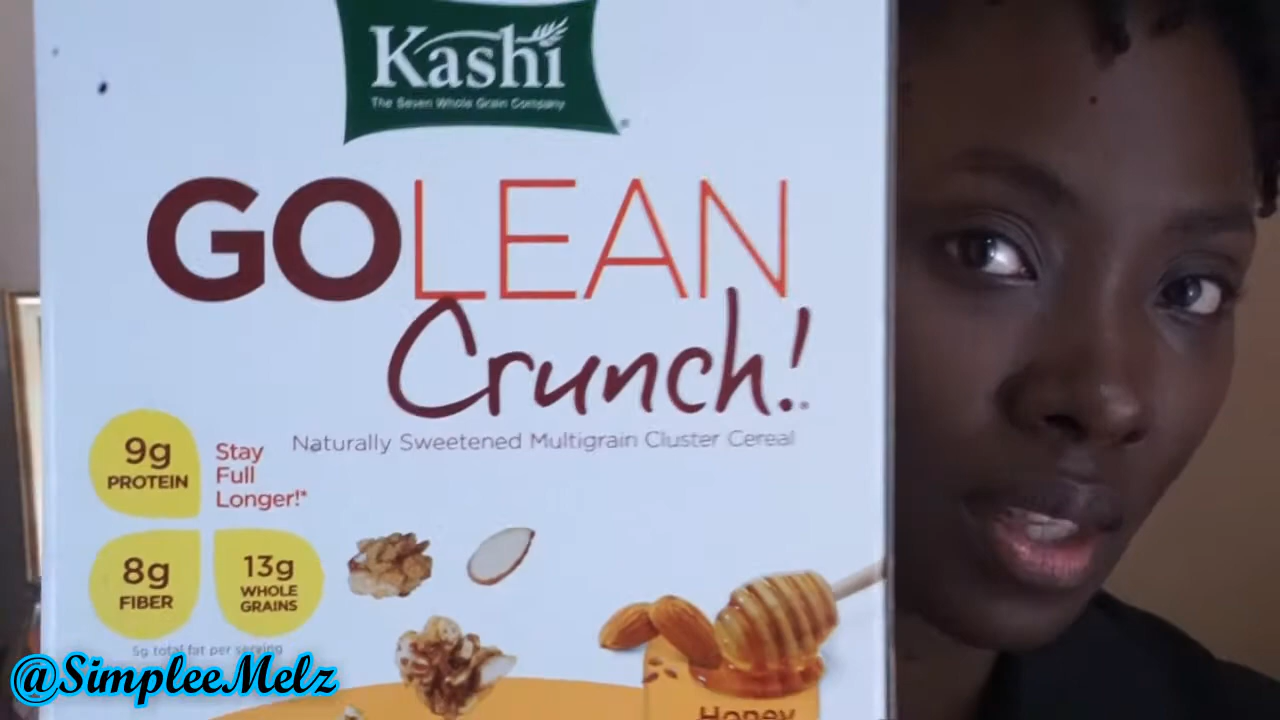 Kashi
The Seven Whole Grain Company
GOLEAN
Crunch!
Naturally Sweetened Multigrain Cluster Cereal
9g
PROTEIN
Stay
Full
Longer!*
8g
FIBER
13g
WHOLE
GRAINS
5g total fat per serving
@SimpleeMelz
Honey